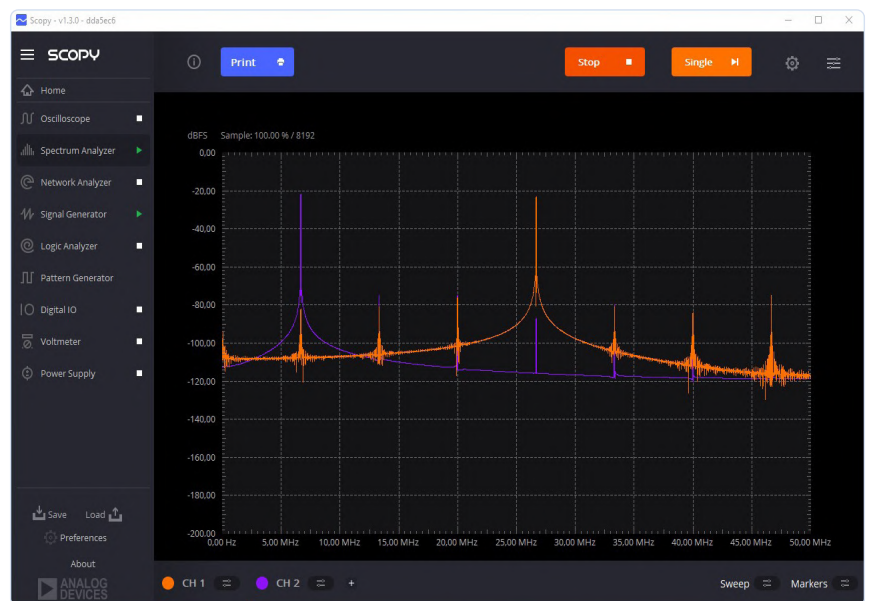 Scopy - v1.3.0 - dda5ec6
SCOPY
Home
Oscilloscope
Spectrum Analyzer
Network Analyzer
Signal Generator
Logic Analyzer
Pattern Generator
Digital IO
Voltmeter
Power Supply
Save Load
Preferences
About
ANALOG
DEVICES
Print
Stop
Single
dBFS Sample: 100.00 % / 8192
0,00
-20,00
-40,00
-60,00
-80,00
-100,00
-120,00
-140,00
-160,00
-180,00
-200,00
0,00 Hz 5,00 MHz 10,00 MHz 15,00 MHz 20,00 MHz 25,00 MHz 30,00 MHz 35,00 MHz 40,00 MHz 45,00 MHz 50,00 MHz
CH 1 CH 2 + Sweep Markers